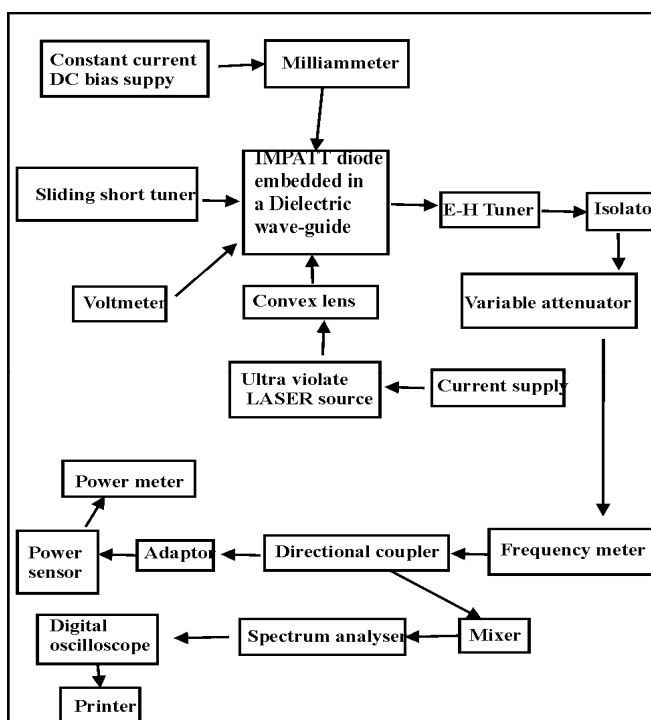 Constant current
DC bias suppy
Milliammeter
IMPATT diode
embedded in
a Dielectric
wave-guide
Sliding short tuner
E-H Tuner
Isolato
Voltmeter
Convex lens
Variable attenuator
Ultra violate
LASER source
Current supply
Power meter
Power
sensor
Adaptor
Directional coupler
Frequency meter
Digital
oscilloscope
Spectrum analyser
Mixer
Printer